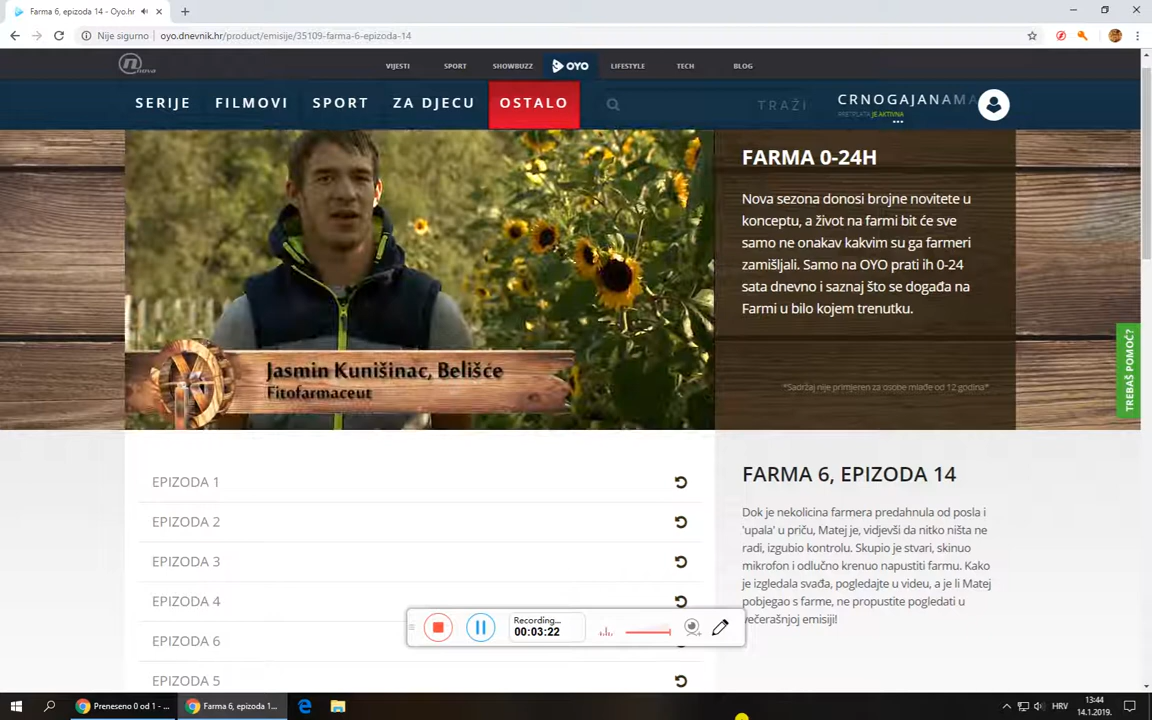 Farma 6, epizoda 14 - Oyo.hr
Nije sigurno
oyo.dnevnik.hr/product/emisije/35109-farma-6-epizoda-14
nova
VIJESTI SPORT SHOWBUZZ OYO LIFESTYLE TECH BLOG
SERIJE FILMOVI SPORT ZA DJECU OSTALO TRAŽI CRNOGAJANAMA
PRETPLATA JE AKTIVNA
FARMA 0-24H
Nova sezona donosi brojne novitete u
konceptu, a život na farmi bit će sve
samo ne onakav kakvim su ga farmeri
zamišljali. Samo na OYO prati ih 0-24
sata dnevno i saznaj što se događa na
Farmi u bilo kojem trenutku.
*Sadržaj nije primjeren za osobe mlađe od 12 godina*
TREBAŠ POMOĆ?
Jasmin Kunišinac, Belišće
Fitofarmaceut
EPIZODA 1
EPIZODA 2
EPIZODA 3
EPIZODA 4
EPIZODA 6
EPIZODA 5
FARMA 6, EPIZODA 14
Dok je nekolicina farmera predahnula od posla i
'upala' u priču, Matej je, vidjevši da nitko ništa ne
radi, izgubio kontrolu. Skupio je stvari, skinuo
mikrofon i odlučno krenuo napustiti farmu. Kako
je izgledala svađa, pogledajte u videu, a je li Matej
pobjegao s farme, ne propustite pogledati u
večerašnjoj emisiji!
Recording...
00:03:22
Preneseno 0 od 1 - ...
Farma 6, epizoda 1...
HRV
13:44
14.1.2019.